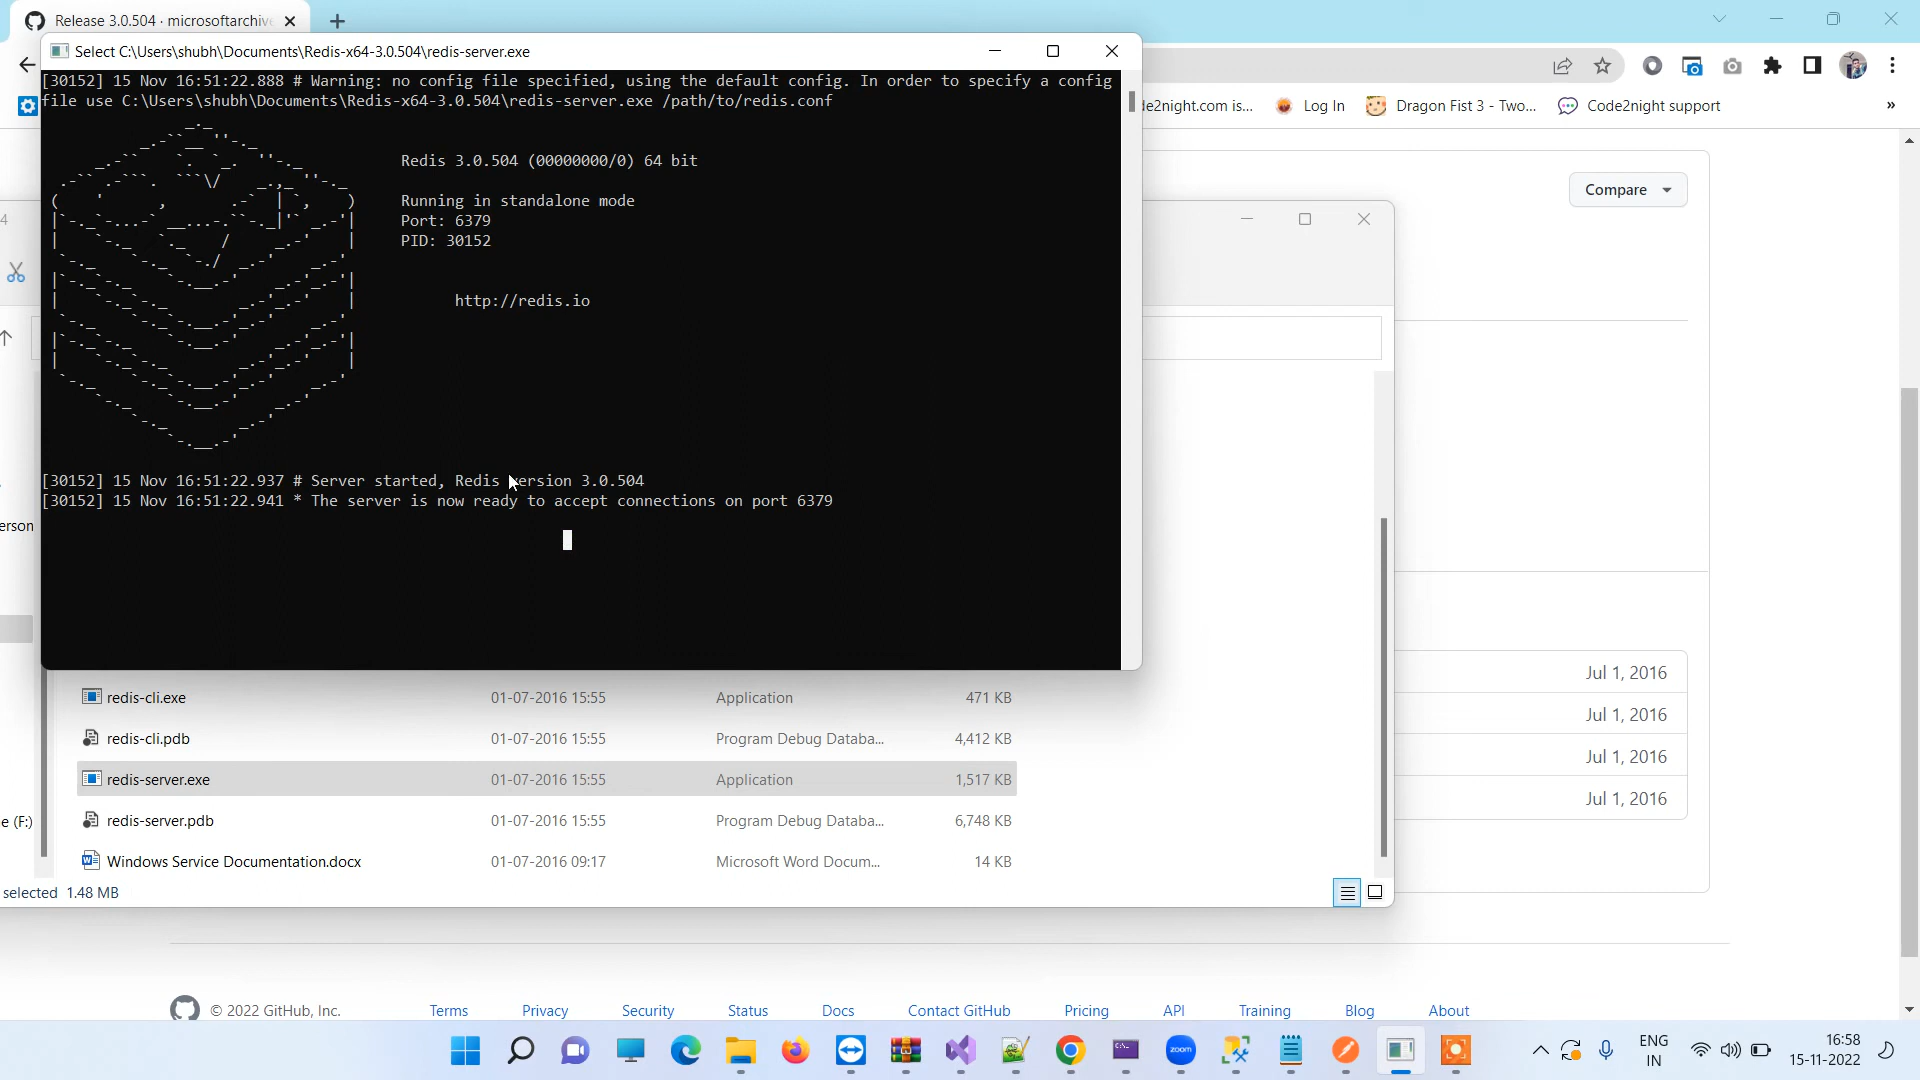 Release 3.0.504 · microsoftarchiv
Select C:\Users\shubh\Documents\Redis-x64-3.0.504\redis-server.exe
[30152] 15 Nov 16:51:22.888 # Warning: no config file specified, using the default config. In order to specify a config
file use C:\Users\shubh\Documents\Redis-x64-3.0.504\redis-server.exe /path/to/redis.conf
Redis 3.0.504 (00000000/0) 64 bit
Running in standalone mode
Port: 6379
PID: 30152
http://redis.io
[30152] 15 Nov 16:51:22.937 # Server started, Redis version 3.0.504
[30152] 15 Nov 16:51:22.941 * The server is now ready to accept connections on port 6379
de2night.com is...
Log In
Dragon Fist 3 - Two...
Code2night support
»
Compare
4
erson
e (F:)
redis-cli.exe 01-07-2016 15:55 Application 471 KB
redis-cli.pdb 01-07-2016 15:55 Program Debug Databa... 4,412 KB
redis-server.exe 01-07-2016 15:55 Application 1,517 KB
redis-server.pdb 01-07-2016 15:55 Program Debug Databa... 6,748 KB
Windows Service Documentation.docx 01-07-2016 09:17 Microsoft Word Docum... 14 KB
selected 1.48 MB
Jul 1, 2016
Jul 1, 2016
Jul 1, 2016
Jul 1, 2016
© 2022 GitHub, Inc. Terms Privacy Security Status Docs Contact GitHub Pricing API Training Blog About
zoom
ENG
IN
16:58
15-11-2022